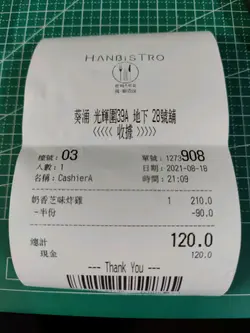 HANBISTRO
葵涌 光輝圍39A 地下 28號舖
<<<<< 收據 >>>>>
檯號: 03 單號: 1273908
人數: 1 日期: 2021-08-18
名稱: CashierA 時間: 21:09
奶香芝味炸雞 1 210.0
-半份 -90.0
總計 120.0
現金 120.0
--- Thank You ---